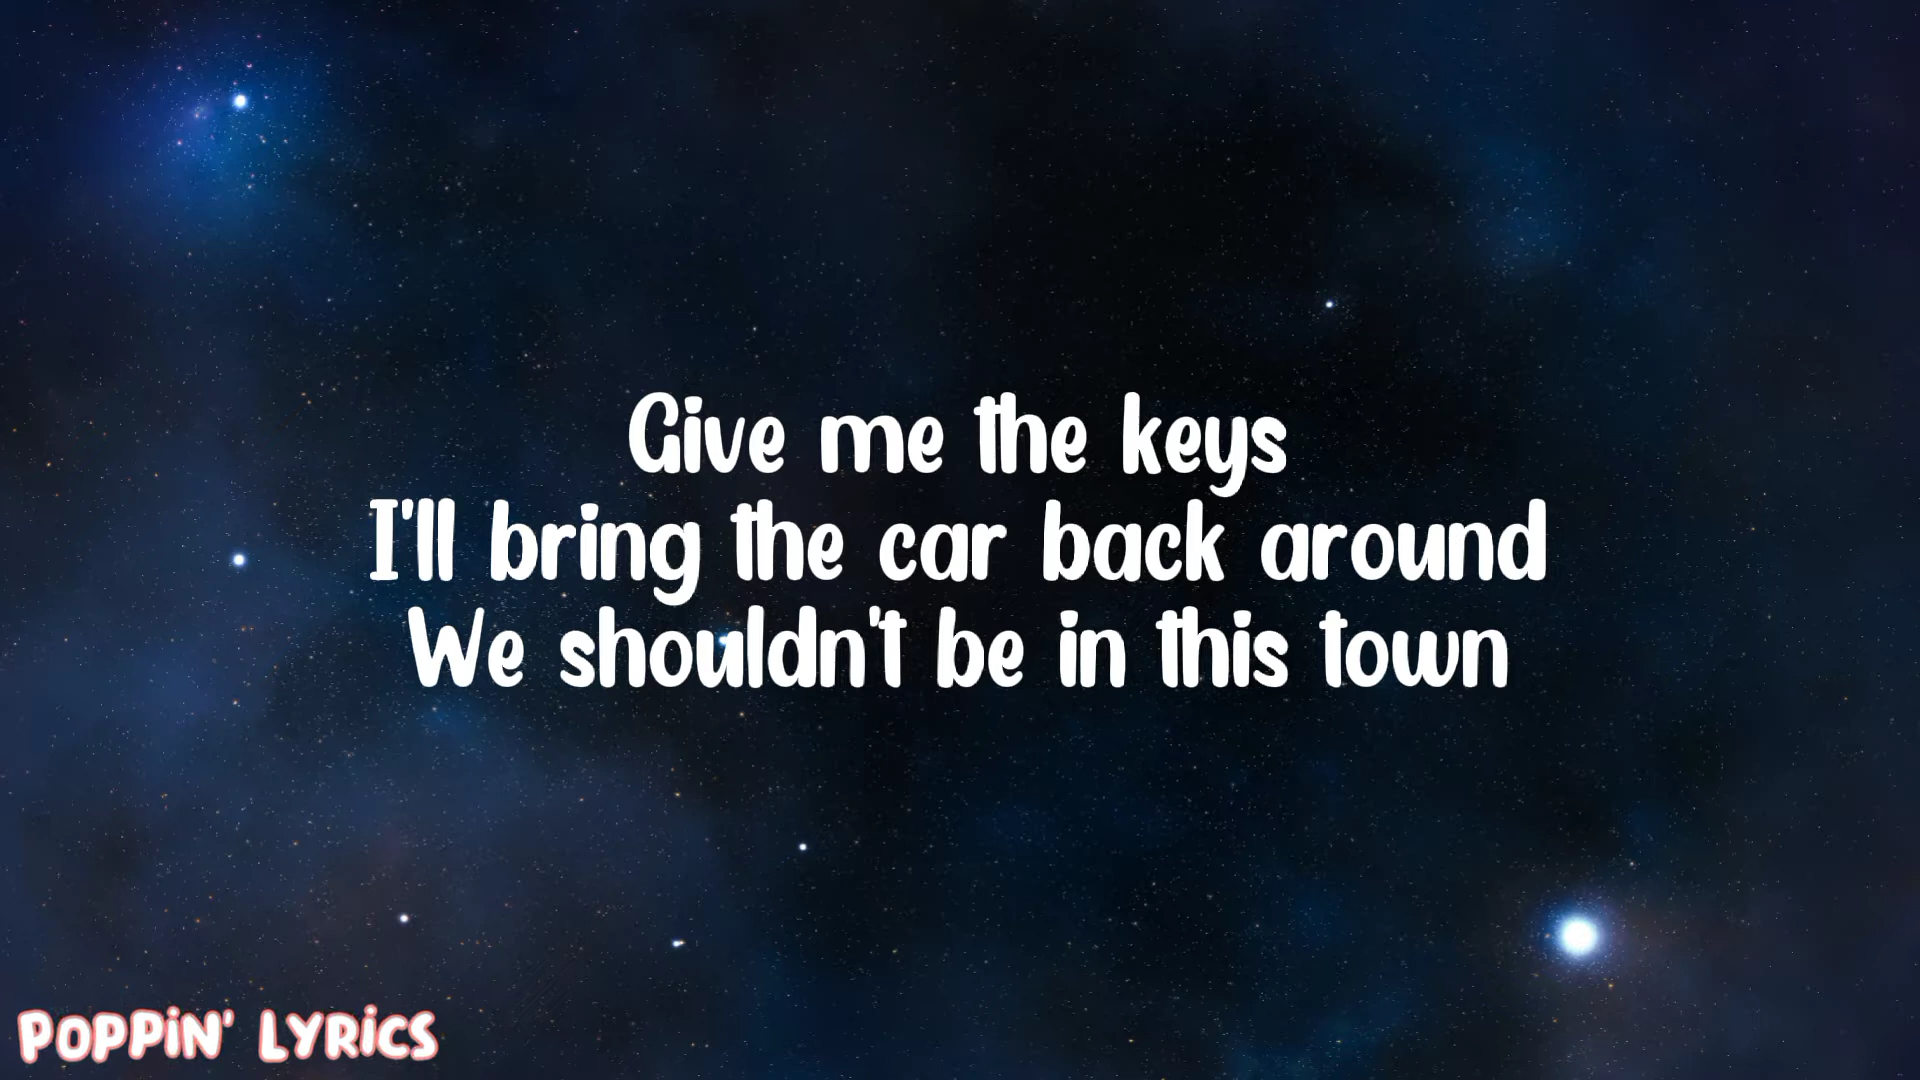 Give me the keys
I'll bring the car back around
We shouldn't be in this town
POPPiN' LYRiCS